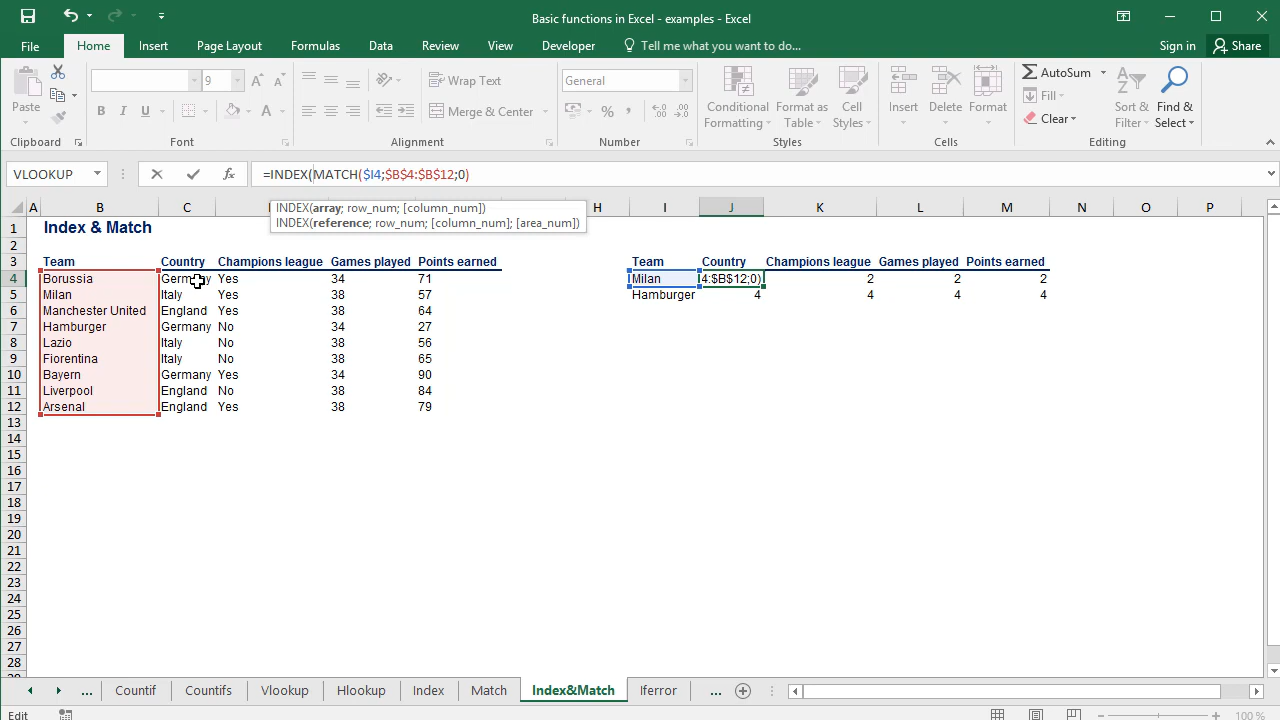 Basic functions in Excel - examples - Excel
File Home Insert Page Layout Formulas Data Review View Developer Tell me what you want to do... Sign in Share
Paste
Clipboard
9
B I U A
Font
Wrap Text
Merge & Center
Alignment
General
% ,
Number
Conditional Formatting
Format as Table
Cell Styles
Styles
Insert Delete Format
Cells
AutoSum
Fill
Clear
Sort & Filter
Find & Select
Editing
VLOOKUP =INDEX(MATCH($I4;$B$4:$B$12;0)
INDEX(array; row_num; [column_num])
INDEX(reference; row_num; [column_num]; [area_num])
A B C H I J K L M N O P
1 Index & Match
2
3 Team Country Champions league Games played Points earned Team Country Champions league Games played Points earned
4 Borussia Germany Yes 34 71 Milan 4:$B$12;0) 2 2 2
5 Milan Italy Yes 38 57 Hamburger 4 4 4 4
6 Manchester United England Yes 38 64
7 Hamburger Germany No 34 27
8 Lazio Italy No 38 56
9 Fiorentina Italy No 38 65
10 Bayern Germany Yes 34 90
11 Liverpool England No 38 84
12 Arsenal England Yes 38 79
13
14
15
16
17
18
19
20
21
22
23
24
25
26
27
28
... Countif Countifs Vlookup Hlookup Index Match Index&Match Iferror ...
Edit 100 %